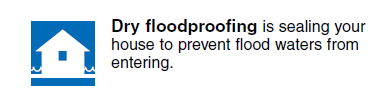 Dry floodproofing is sealing your
house to prevent flood waters from
entering.